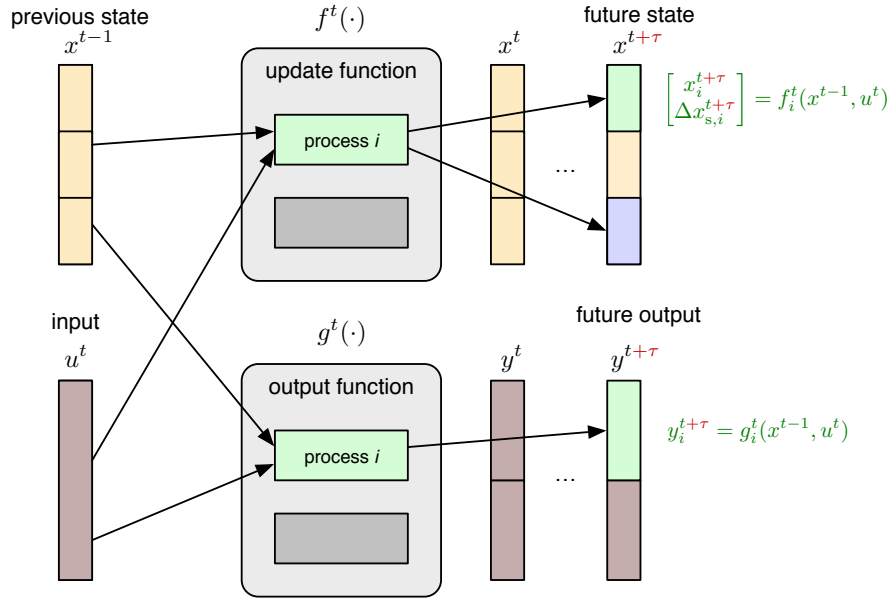 previous state
x^{t-1}
f^t(·)
update function
process i
x^t
...
future state
x^{t+τ}
[x_i^{t+τ} Δx_{s,i}^{t+τ}] = f_i^t(x^{t-1}, u^t)
input
u^t
g^t(·)
output function
process i
y^t
...
future output
y^{t+τ}
y_i^{t+τ} = g_i^t(x^{t-1}, u^t)